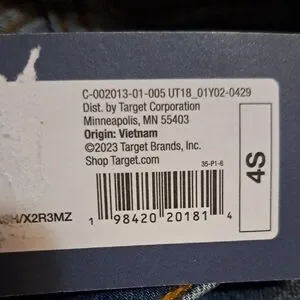 C-002013-01-005 UT18_01Y02-0429
Dist. by Target Corporation
Minneapolis, MN 55403
Origin: Vietnam
©2023 Target Brands, Inc.
Shop Target.com
35-P1-6
4S
1 98420 20181 4